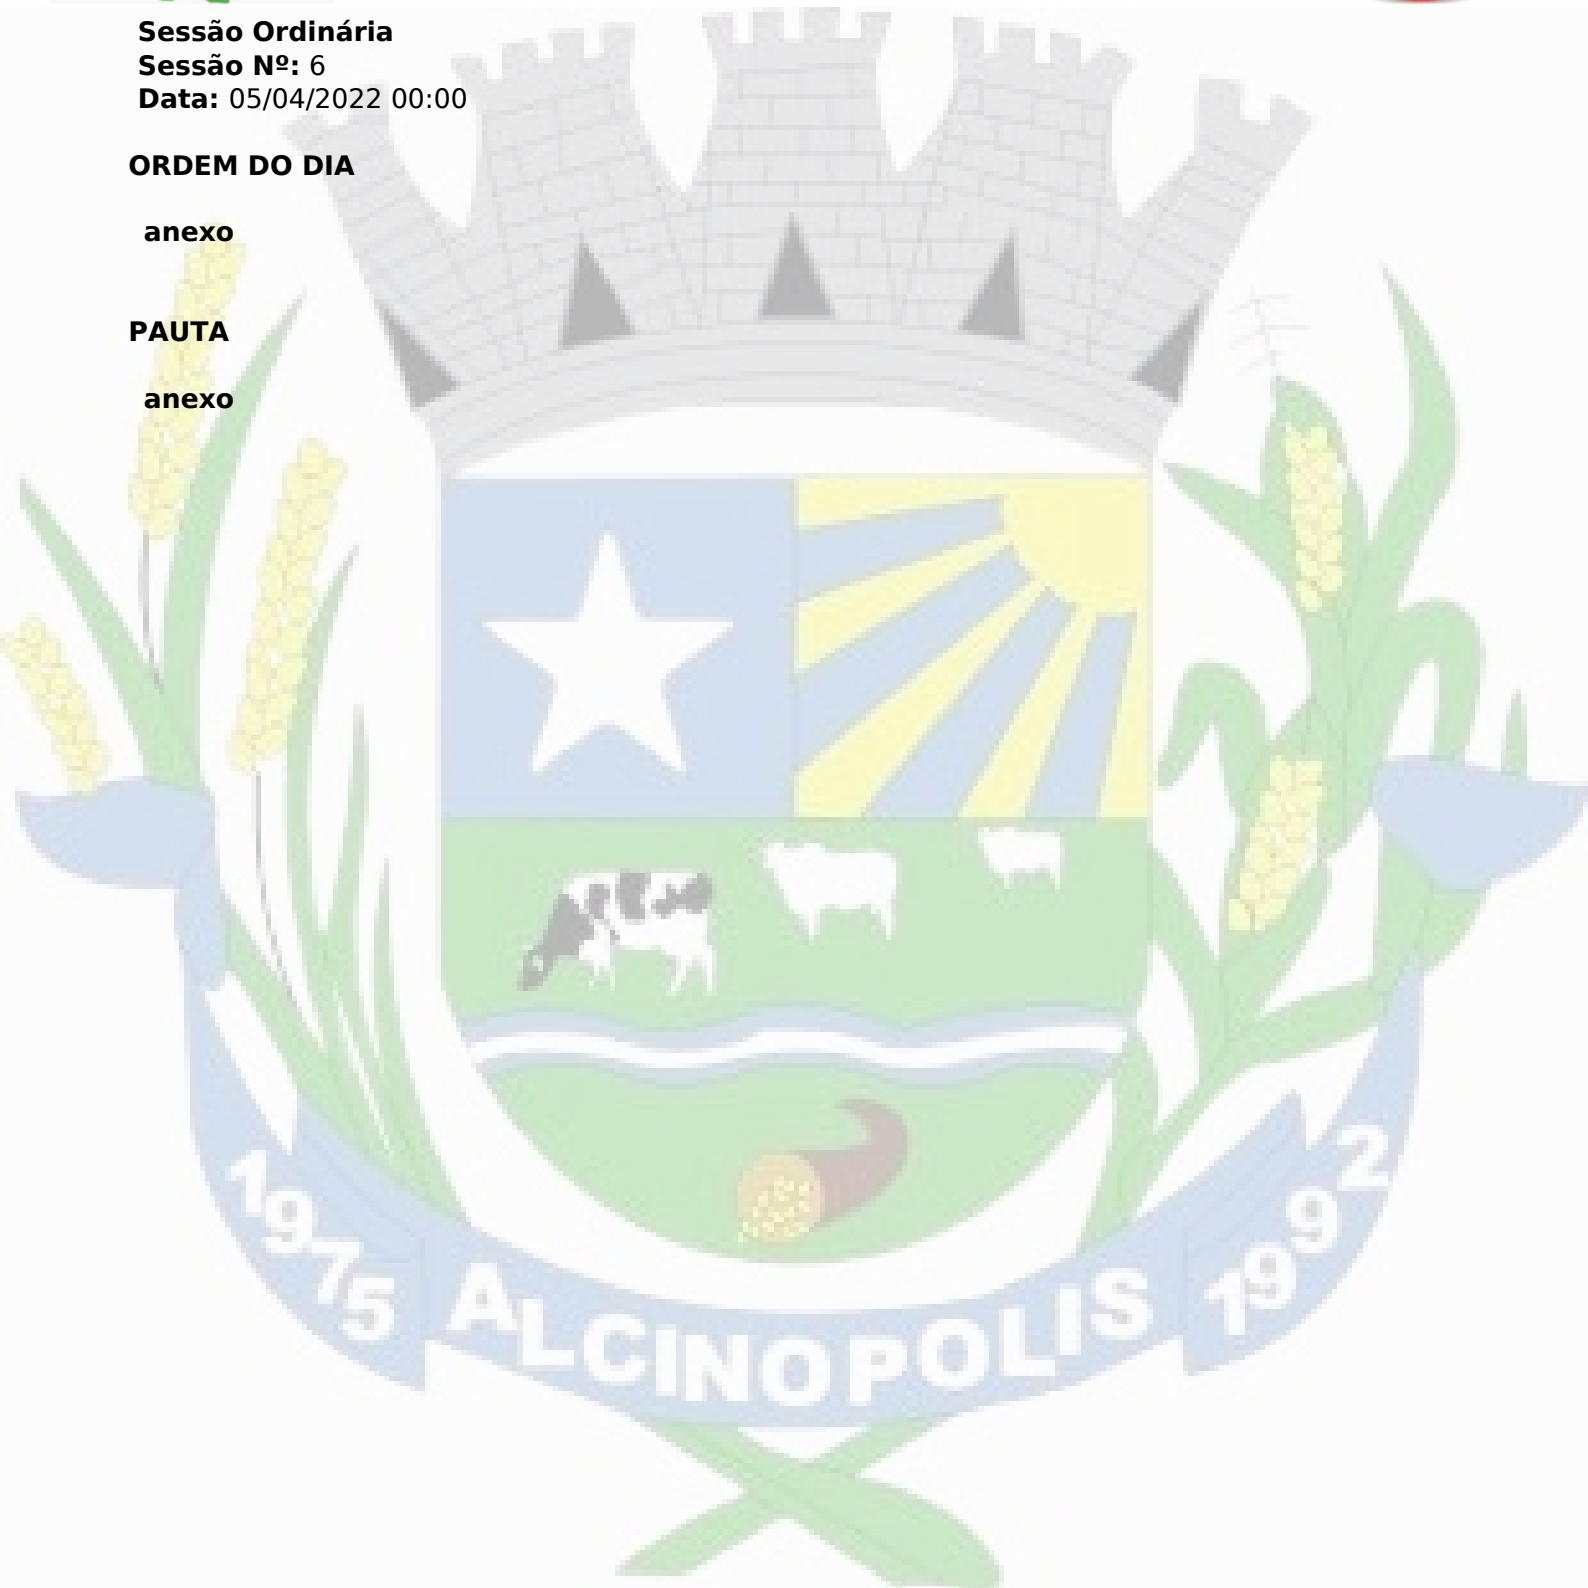 Sessão Ordinária
Sessão Nº: 6
Data: 05/04/2022 00:00
ORDEM DO DIA
anexo
PAUTA
anexo
1975 ALCINOPOLIS 1992